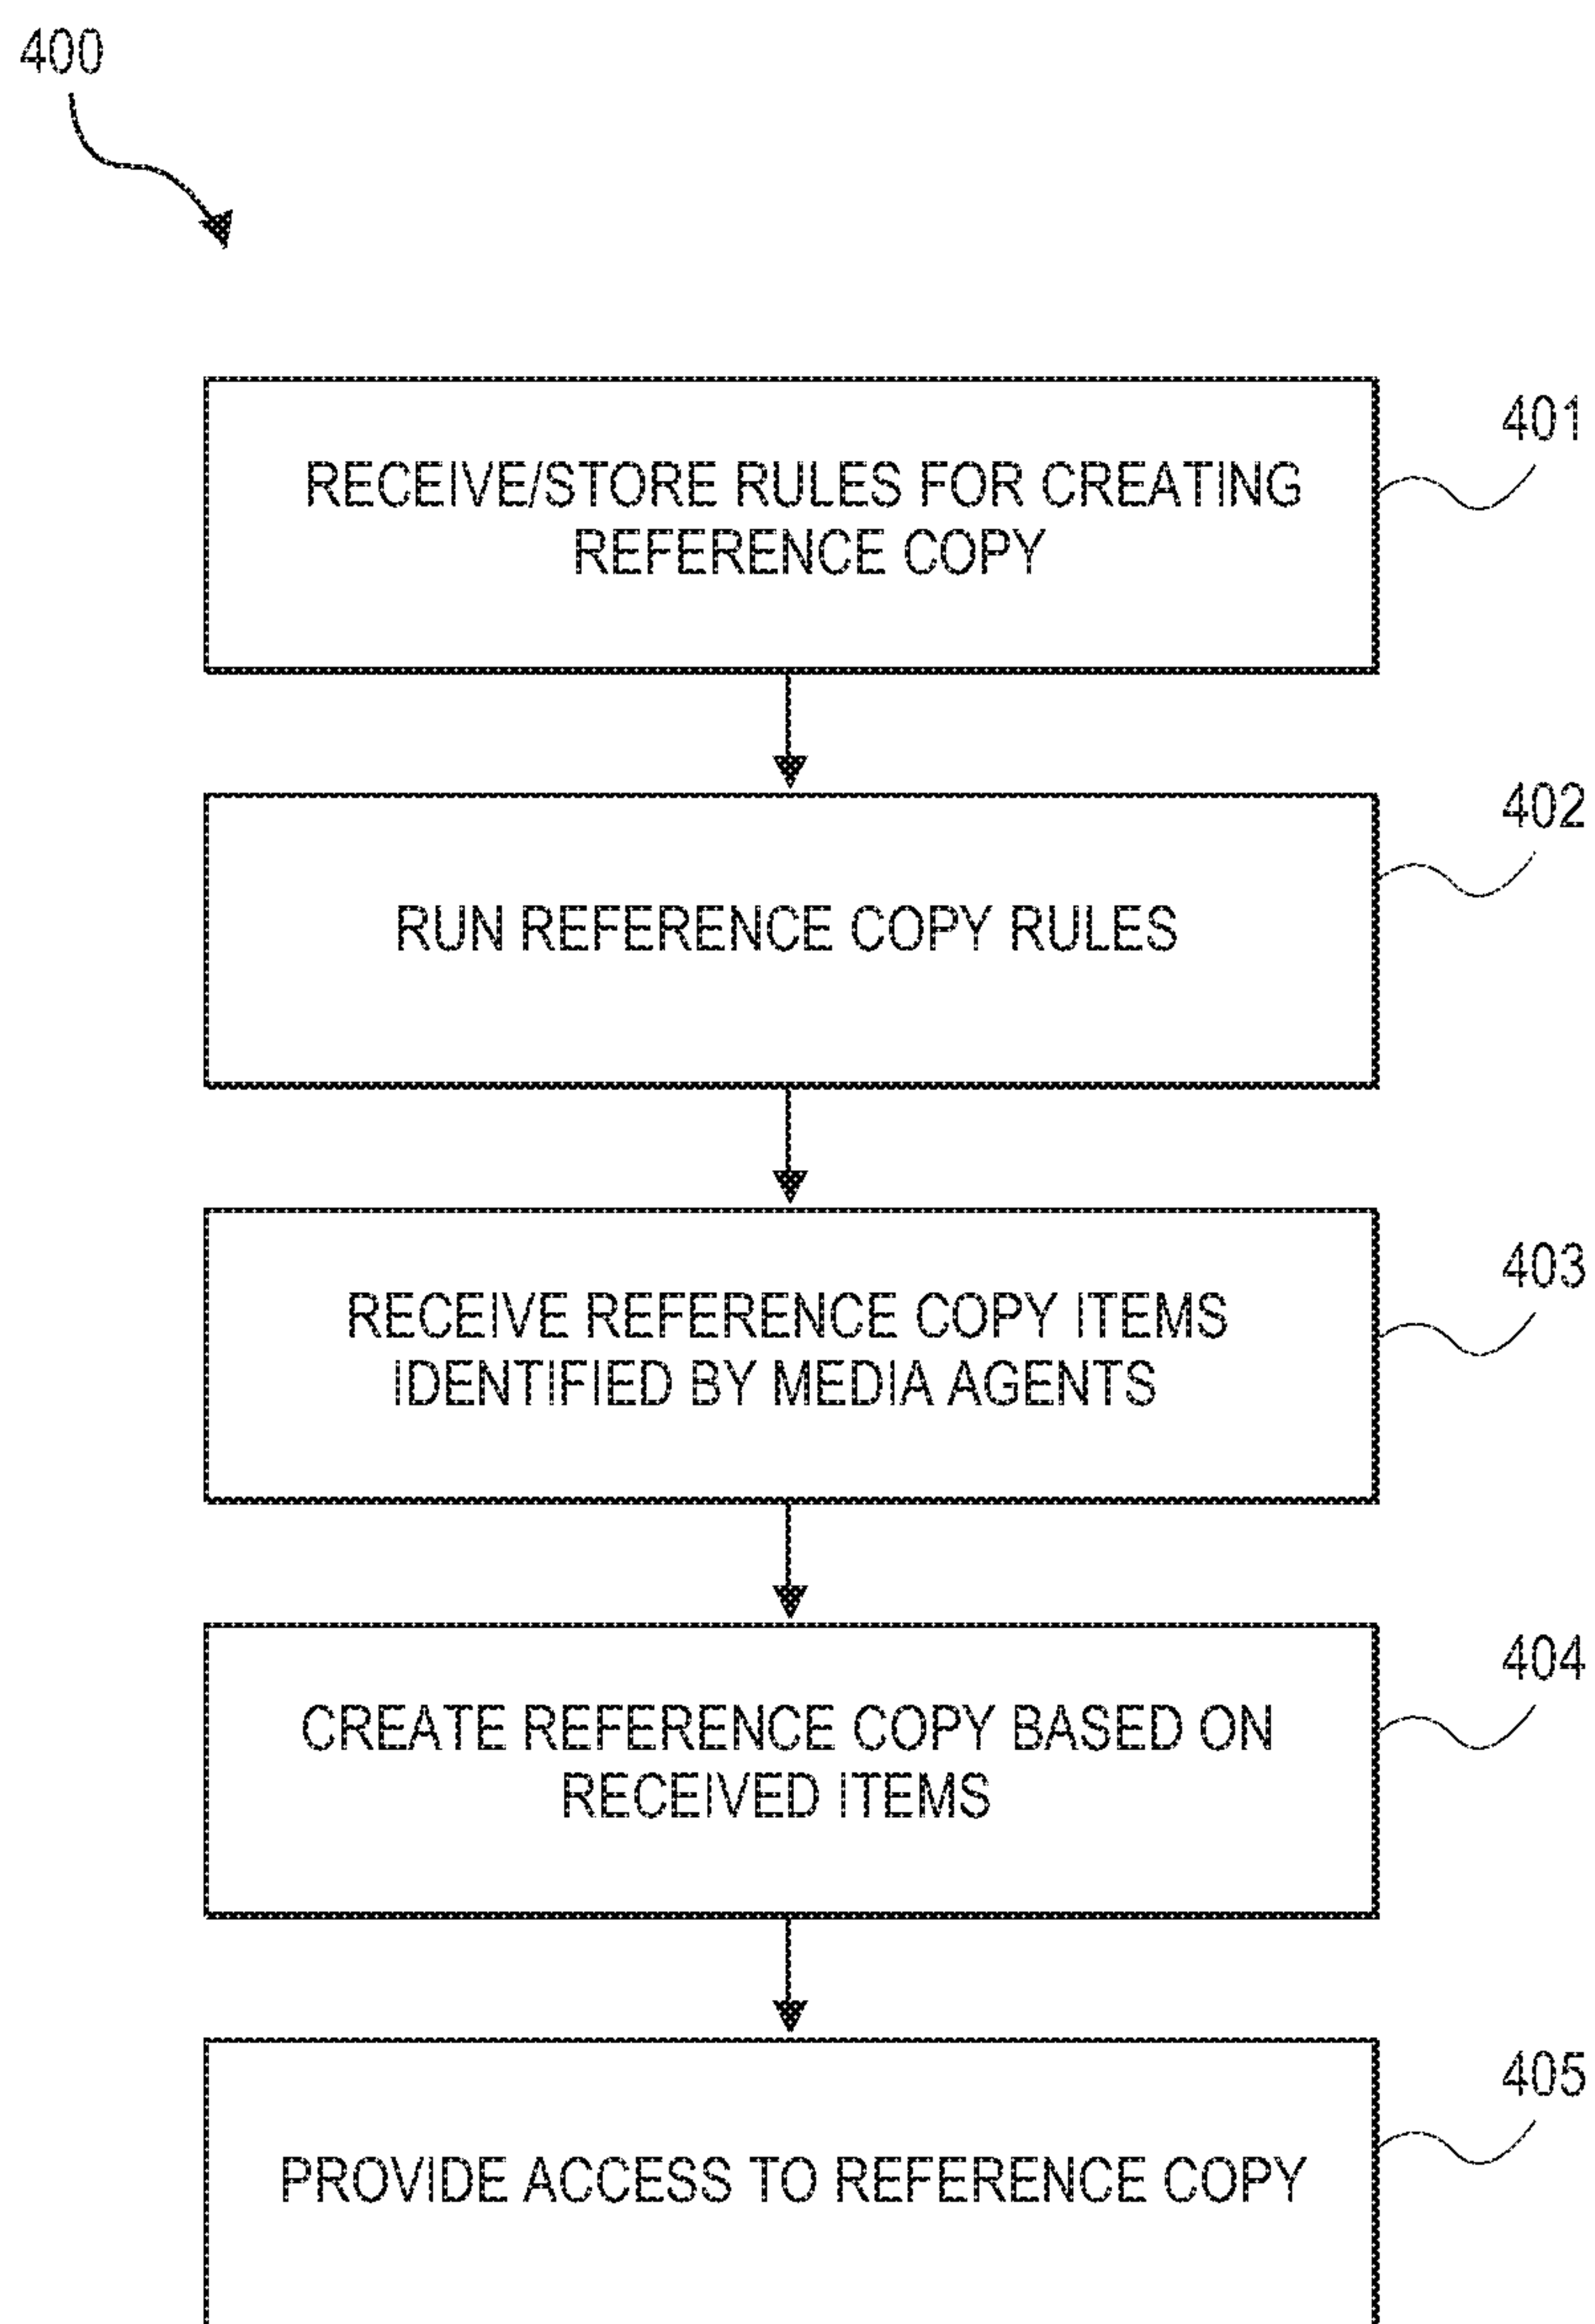 400
401
RECEIVE/STORE RULES FOR CREATING
REFERENCE COPY
402
RUN REFERENCE COPY RULES
403
RECEIVE REFERENCE COPY ITEMS
IDENTIFIED BY MEDIA AGENTS
404
CREATE REFERENCE COPY BASED ON
RECEIVED ITEMS
405
PROVIDE ACCESS TO REFERENCE COPY